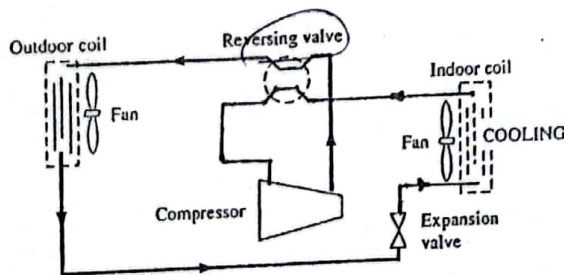 Reversing valve
Outdoor coil
Indoor coil
Fan
Fan
COOLING
Compressor
Expansion
valve